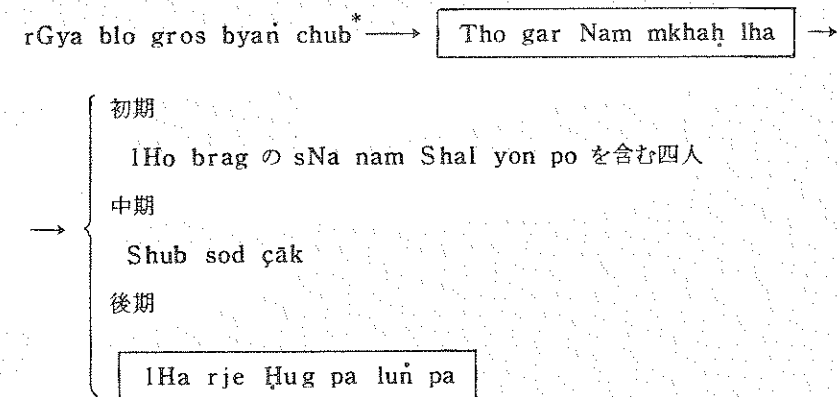 rGya blo gros byaṅ chub* → Tho gar Nam mkhaḥ lha →
初期
lHo brag の sNa nam Shal yon po を含む四人
→ 中期
Shub sod çāk
後期
lHa rje Ḥug pa luṅ pa